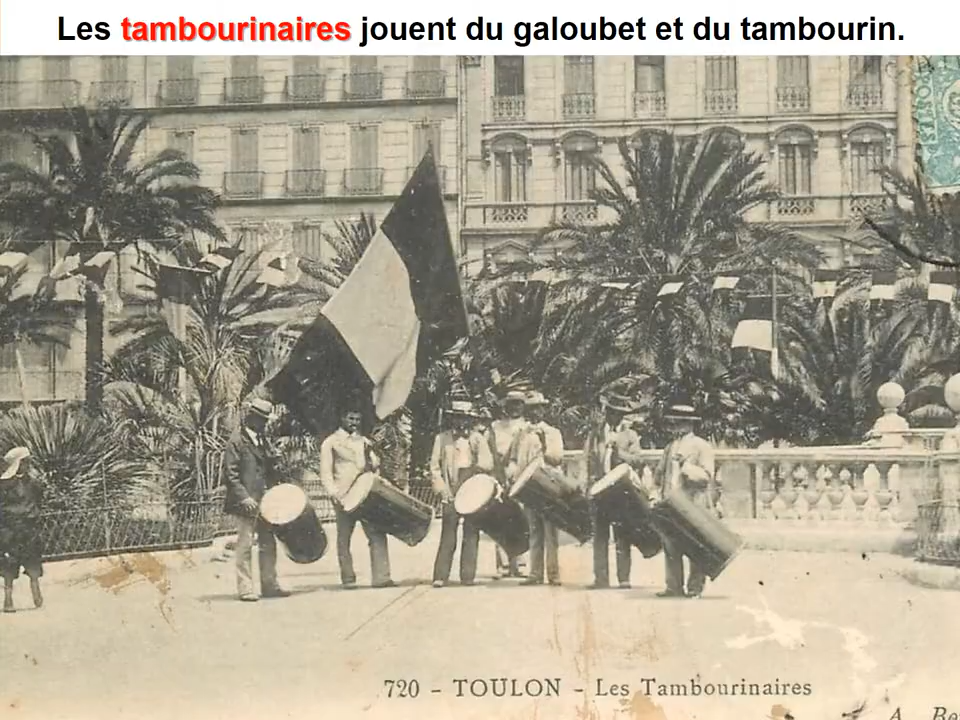 Les tambourinaires jouent du galoubet et du tambourin.
720 - TOULON - Les Tambourinaires